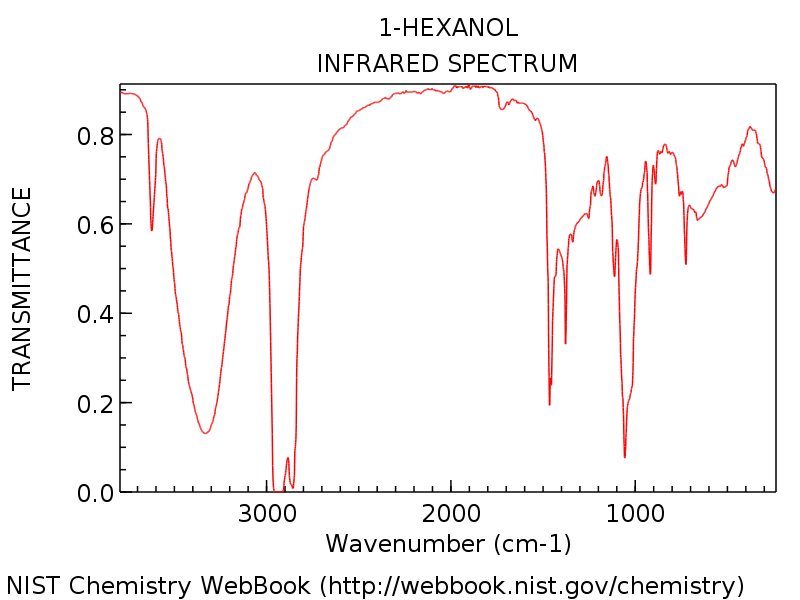 1-HEXANOL
INFRARED SPECTRUM
TRANSMITTANCE
0.8
0.6
0.4
0.2
0.0
3000 2000 1000
Wavenumber (cm-1)
NIST Chemistry WebBook (http://webbook.nist.gov/chemistry)